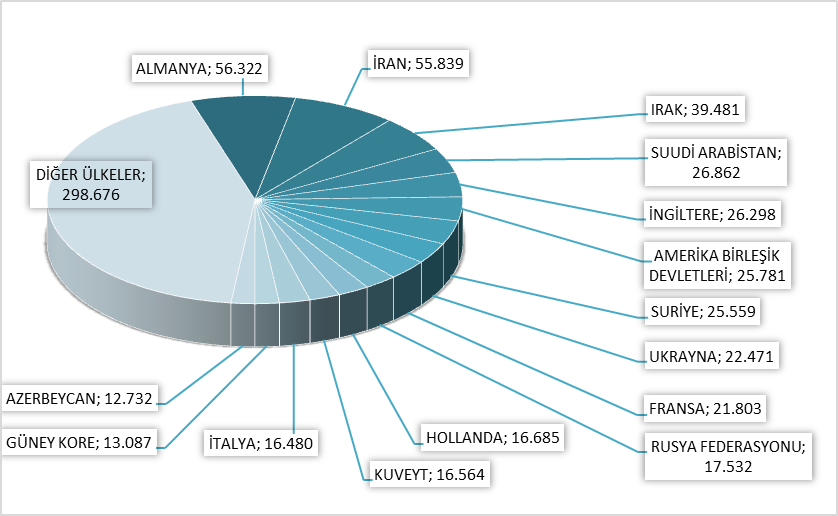 ALMANYA; 56.322
İRAN; 55.839
IRAK; 39.481
SUUDİ ARABİSTAN;
26.862
İNGİLTERE; 26.298
AMERİKA BİRLEŞİK
DEVLETLERİ; 25.781
SURİYE; 25.559
UKRAYNA; 22.471
FRANSA; 21.803
RUSYA FEDERASYONU;
17.532
HOLLANDA; 16.685
KUVEYT; 16.564
İTALYA; 16.480
GÜNEY KORE; 13.087
AZERBEYCAN; 12.732
DİĞER ÜLKELER;
298.676